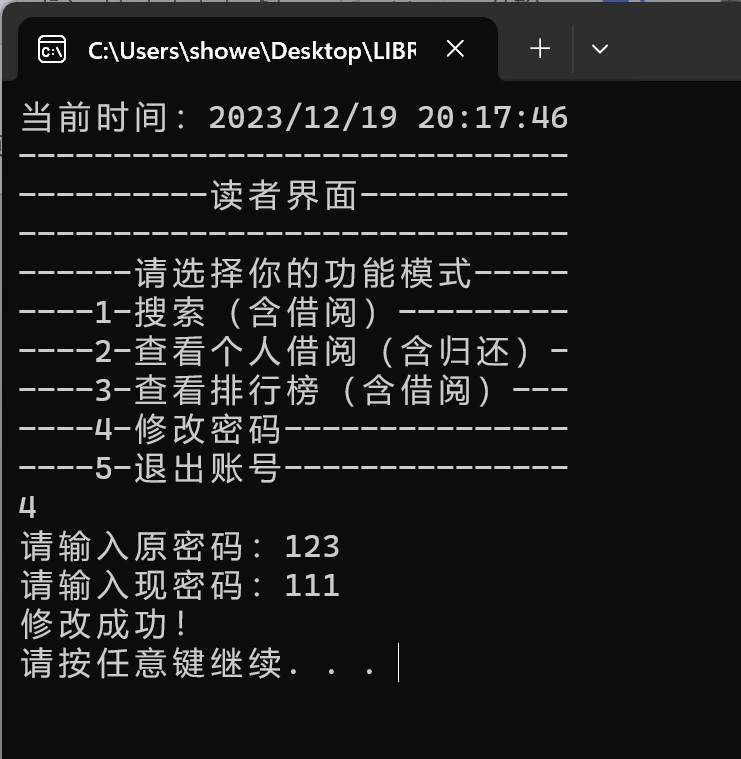 C:\Users\showe\Desktop\LIBR
当前时间：2023/12/19 20:17:46
-----------------------------
----------读者界面-----------
-----------------------------
------请选择你的功能模式-----
----1-搜索（含借阅）---------
----2-查看个人借阅（含归还）-
----3-查看排行榜（含借阅）---
----4-修改密码---------------
----5-退出账号---------------
4
请输入原密码：123
请输入现密码：111
修改成功！
请按任意键继续. . .